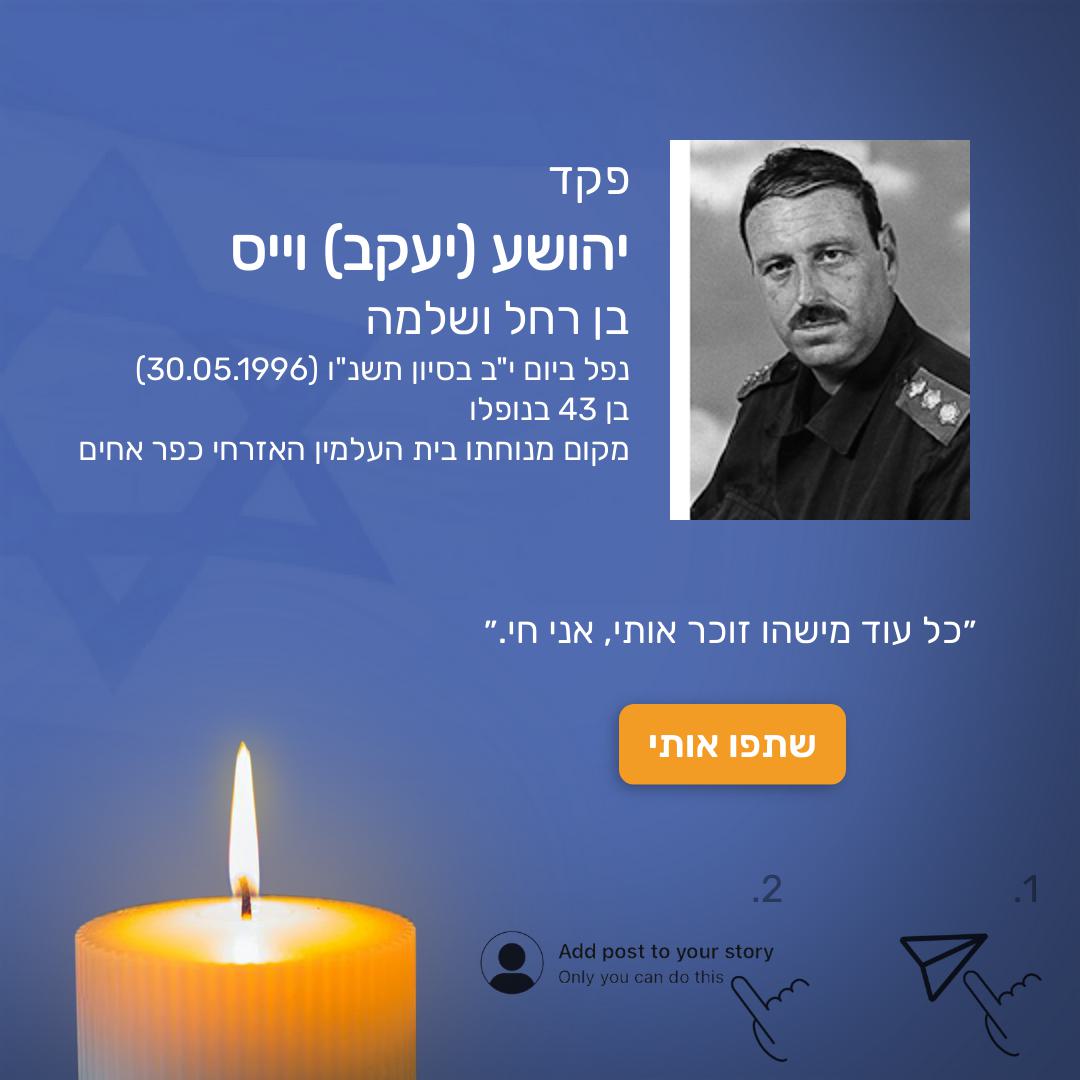 פקד
יהושע (יעקב) וייס
בן רחל ושלמה
נפל ביום י"ב בסיון תשנ"ו (30.05.1996)
בן 43 בנופלו
מקום מנוחתו בית העלמין האזרחי כפר אחים
״כל עוד מישהו זוכר אותי, אני חי.״
שתפו אותי
.1
.2
Add post to your story
Only you can do this